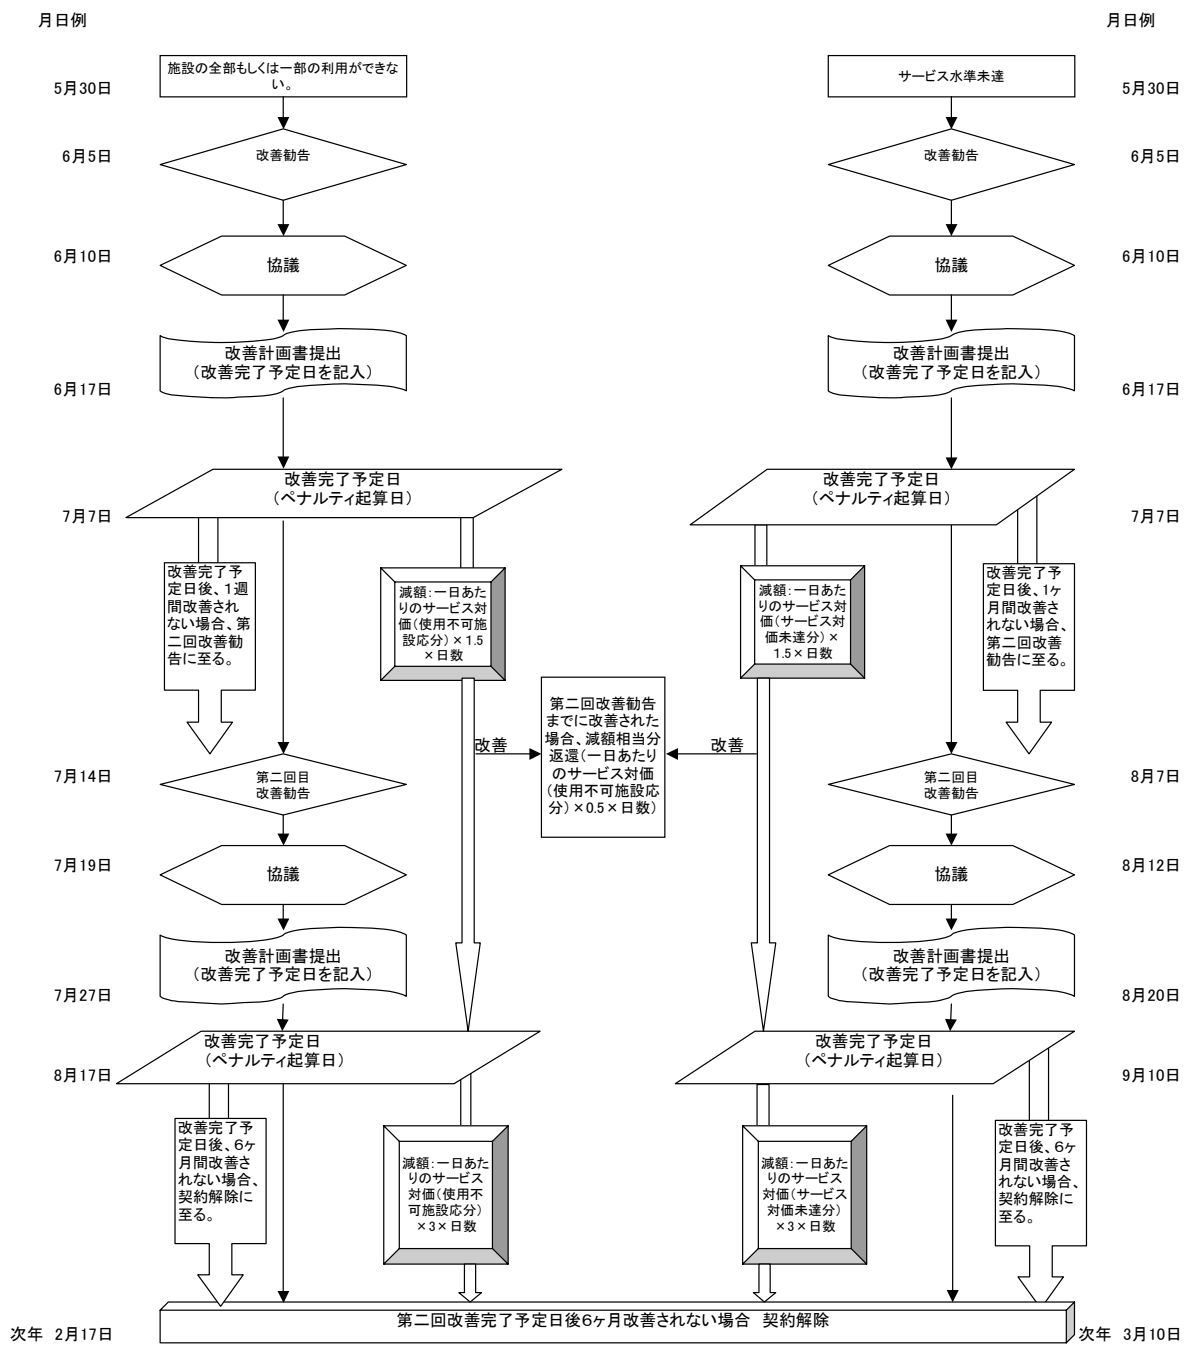 月日例
月日例
5月30日
施設の全部もしくは一部の利用ができな
い。
サービス水準未達
5月30日
6月5日
改善勧告
改善勧告
6月5日
6月10日
協議
協議
6月10日
改善計画書提出
（改善完了予定日を記入）
改善計画書提出
（改善完了予定日を記入）
6月17日
6月17日
改善完了予定日
（ペナルティ起算日）
改善完了予定日
（ペナルティ起算日）
7月7日
7月7日
改善完了予
定日後、1週
間改善され
ない場合、第
二回改善勧
告に至る。
減額：一日あた
りのサービス対
価（使用不可施
設応分）×1.5
×日数
減額：一日あた
りのサービス対
価（サービス対
価未達分）×
1.5×日数
改善完了予
定日後、1ヶ
月間改善さ
れない場合、
第二回改善
勧告に至る。
改善
第二回改善勧告
までに改善された
場合、減額相当分
返還（一日あたり
のサービス対価
（使用不可施設応
分）×0.5×日数）
改善
7月14日
第二回目
改善勧告
第二回目
改善勧告
8月7日
7月19日
協議
協議
8月12日
改善計画書提出
（改善完了予定日を記入）
改善計画書提出
（改善完了予定日を記入）
7月27日
8月20日
改善完了予定日
（ペナルティ起算日）
改善完了予定日
（ペナルティ起算日）
8月17日
9月10日
改善完了予
定日後、6ヶ
月間改善さ
れない場合、
契約解除に
至る。
減額：一日あた
りのサービス
対価（使用不
可施設応分）
×3×日数
減額：一日あた
りのサービス
対価（サービス
対価未達分）
×3×日数
改善完了予
定日後、6ヶ
月間改善さ
れない場合、
契約解除に
至る。
第二回改善完了予定日後6ヶ月改善されない場合　契約解除
次年　2月17日
次年　3月10日